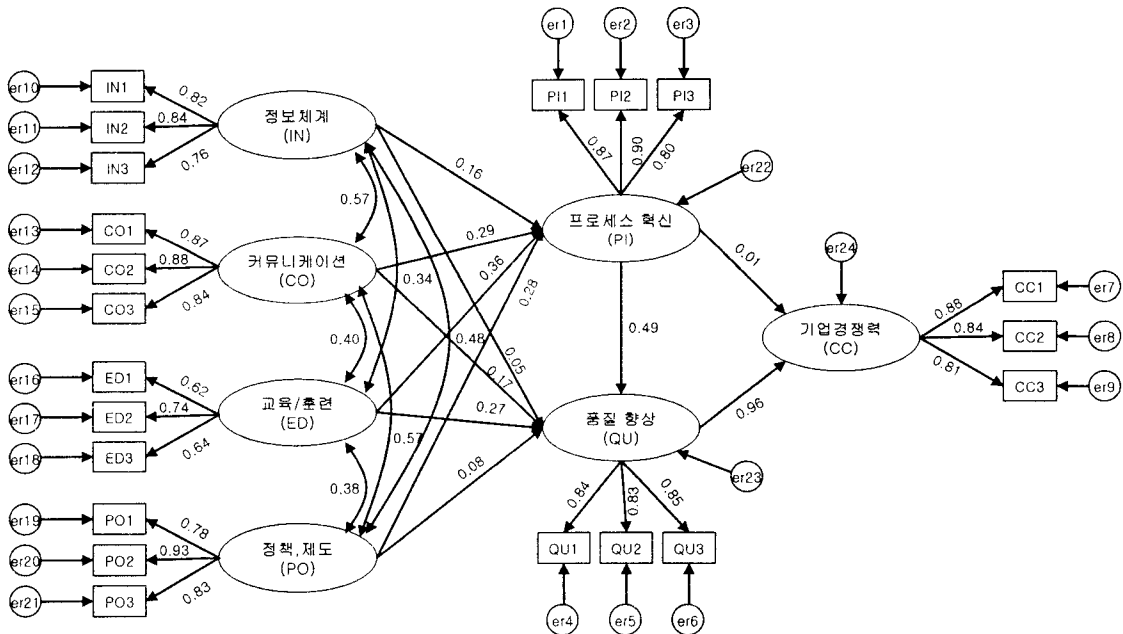 er1
er2
er3
PI1
PI2
PI3
0.87
0.90
0.80
er10
IN1
0.82
er11
IN2
0.84
er12
IN3
0.76
정보체계
(IN)
er22
프로세스 혁신
(PI)
0.16
0.57
0.29
0.36
0.34
0.28
er13
CO1
0.87
er14
CO2
0.88
er15
CO3
0.84
커뮤니케이션
(CO)
0.01
er24
기업경쟁력
(CC)
0.88
CC1
er7
0.84
CC2
er8
0.81
CC3
er9
0.49
0.40
0.48
0.05
0.17
0.27
er16
ED1
0.62
er17
ED2
0.74
er18
ED3
0.64
교육/훈련
(ED)
품질 향상
(QU)
0.96
0.57
0.38
0.08
er23
er19
PO1
0.78
er20
PO2
0.93
er21
PO3
0.83
정책,제도
(PO)
0.84
0.83
0.85
QU1
QU2
QU3
er4
er5
er6